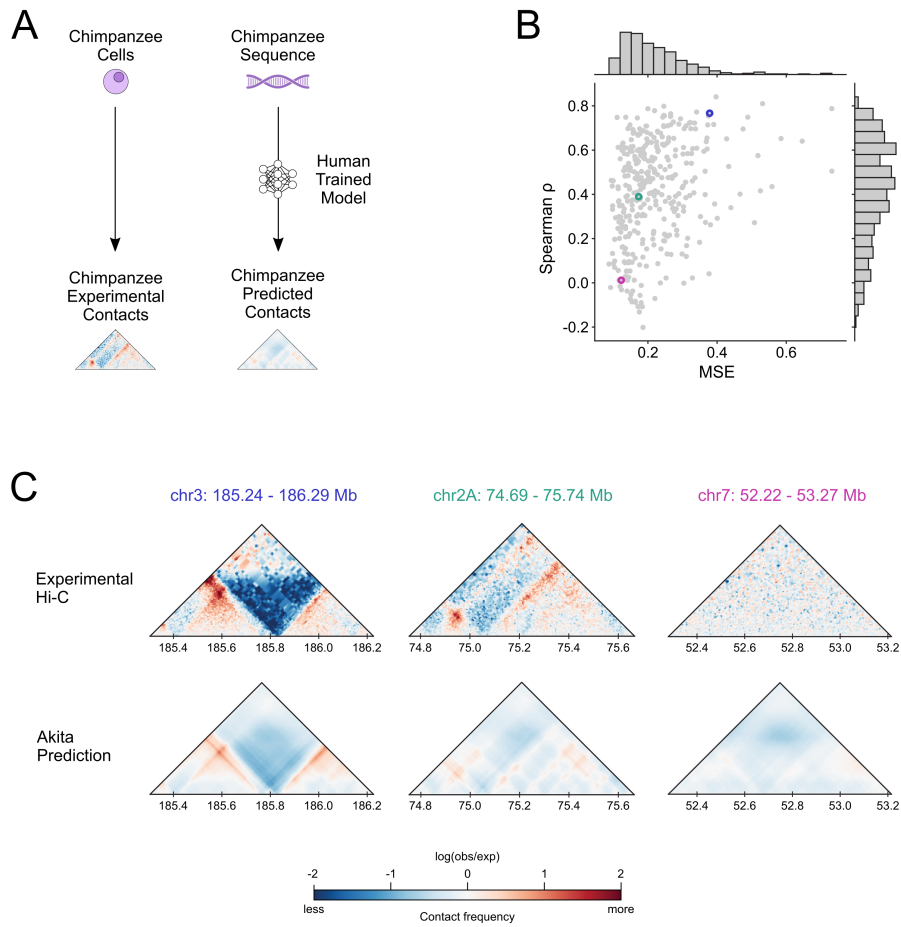 A
Chimpanzee
Cells
Chimpanzee
Sequence
Human
Trained
Model
Chimpanzee
Experimental
Contacts
Chimpanzee
Predicted
Contacts
B
Spearman ρ
0.8
0.6
0.4
0.2
0.0
-0.2
0.2 0.4 0.6
MSE
C
chr3: 185.24 - 186.29 Mb
chr2A: 74.69 - 75.74 Mb
chr7: 52.22 - 53.27 Mb
Experimental
Hi-C
185.4 185.6 185.8 186.0 186.2
74.8 75.0 75.2 75.4 75.6
52.4 52.6 52.8 53.0 53.2
Akita
Prediction
185.4 185.6 185.8 186.0 186.2
74.8 75.0 75.2 75.4 75.6
52.4 52.6 52.8 53.0 53.2
log(obs/exp)
-2 -1 0 1 2
less more
Contact frequency